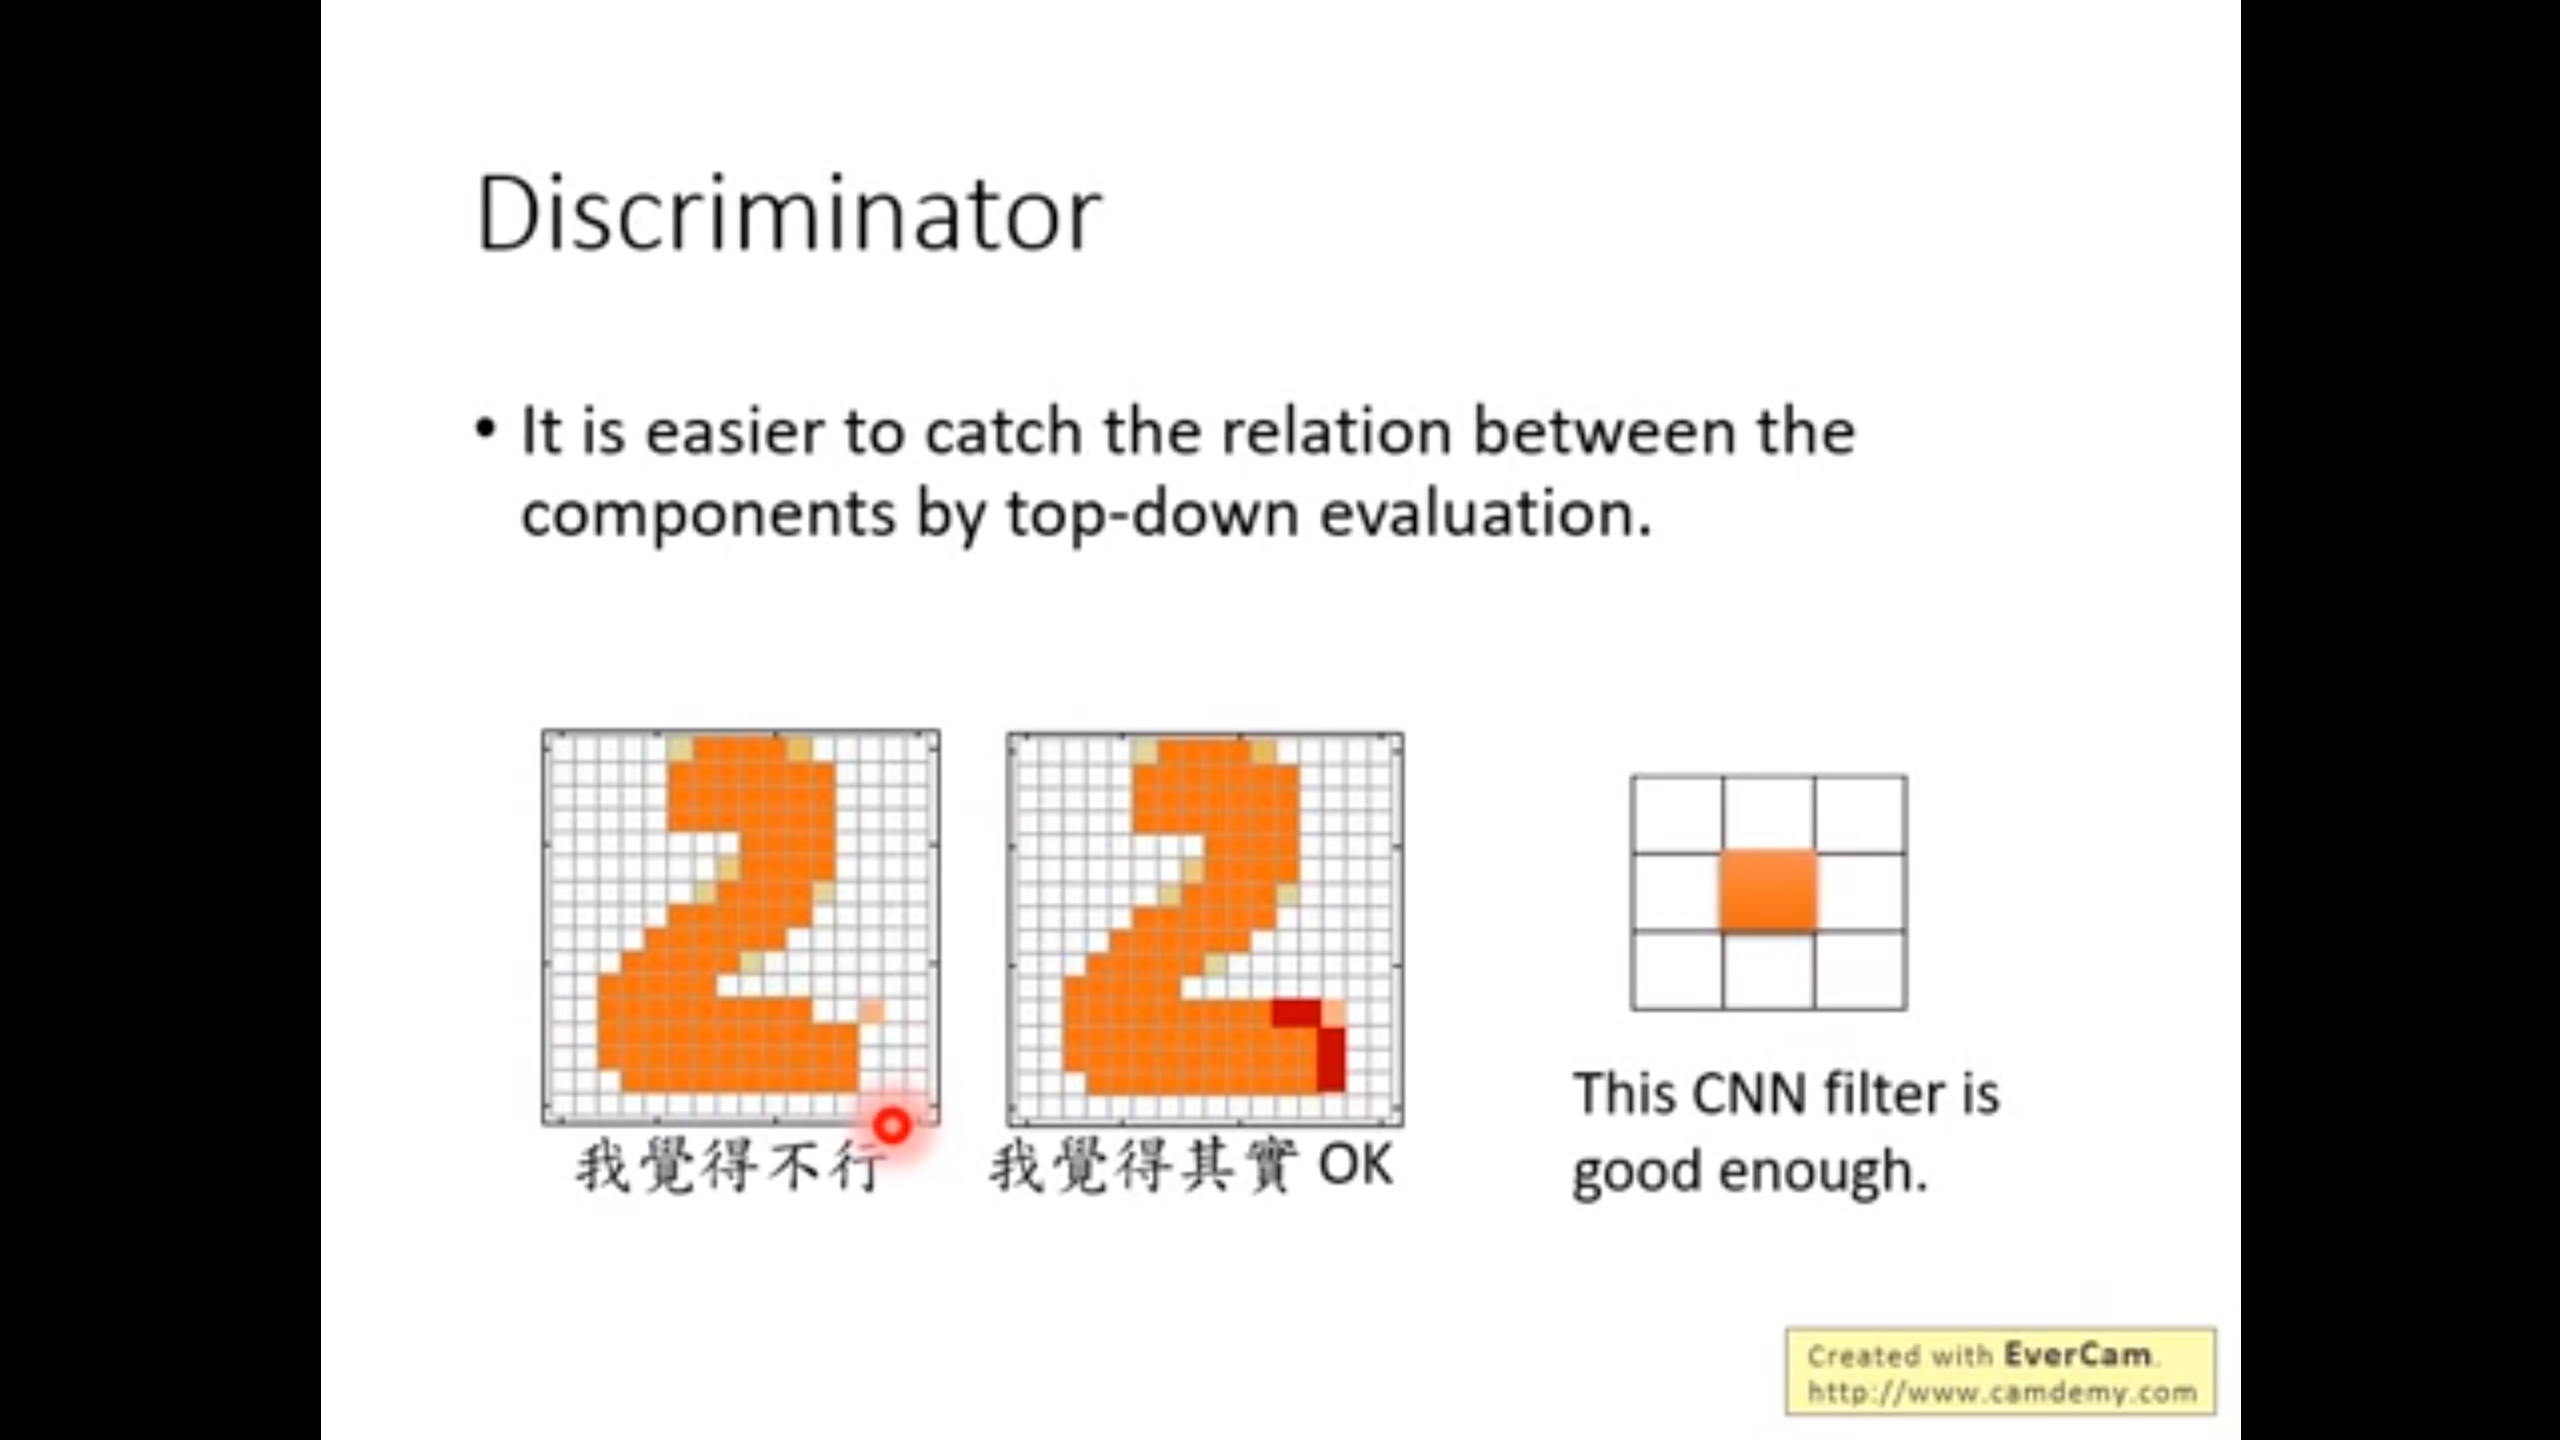 Discriminator
• It is easier to catch the relation between the
components by top-down evaluation.
我覺得不行
我覺得其實 OK
This CNN filter is
good enough.
Created with EverCam.
http://www.camdemy.com